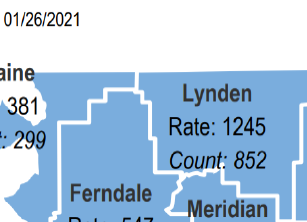 01/26/2021
aine
381
: 299
Lynden
Rate: 1245
Count: 852
Ferndale
Meridian